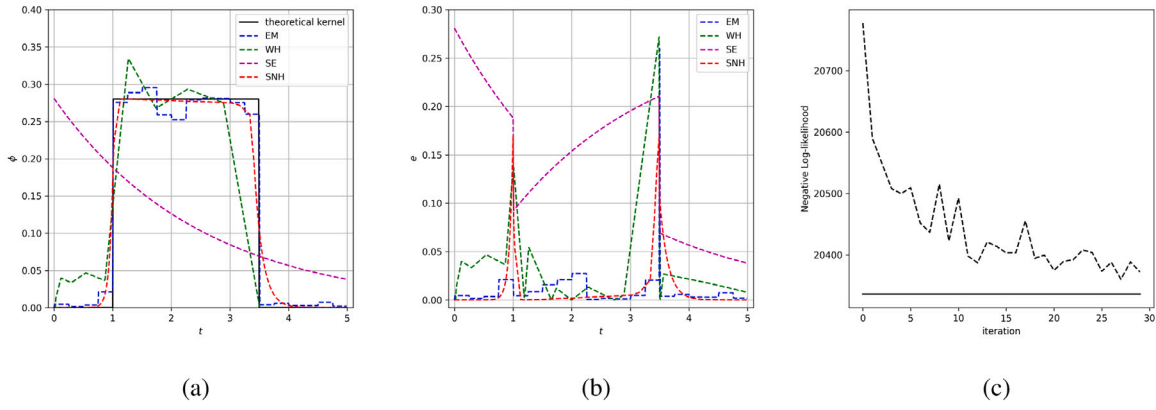 0.40
0.35
0.30
0.25
0.20
0.15
0.10
0.05
0.00
ϕ
0 1 2 3 4 5
t
theoretical kernel
EM
WH
SE
SNH
(a)
0.30
0.25
0.20
0.15
0.10
0.05
0.00
e
0 1 2 3 4 5
t
EM
WH
SE
SNH
(b)
20700
20600
20500
20400
Negative Log-likelihood
0 5 10 15 20 25 30
iteration
(c)